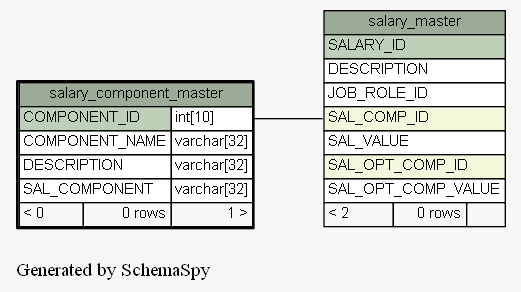 salary_master
SALARY_ID
DESCRIPTION
JOB_ROLE_ID
SAL_COMP_ID
SAL_VALUE
SAL_OPT_COMP_ID
SAL_OPT_COMP_VALUE
< 2 0 rows
salary_component_master
COMPONENT_ID int[10]
COMPONENT_NAME varchar[32]
DESCRIPTION varchar[32]
SAL_COMPONENT varchar[32]
< 0 0 rows 1 >
Generated by SchemaSpy